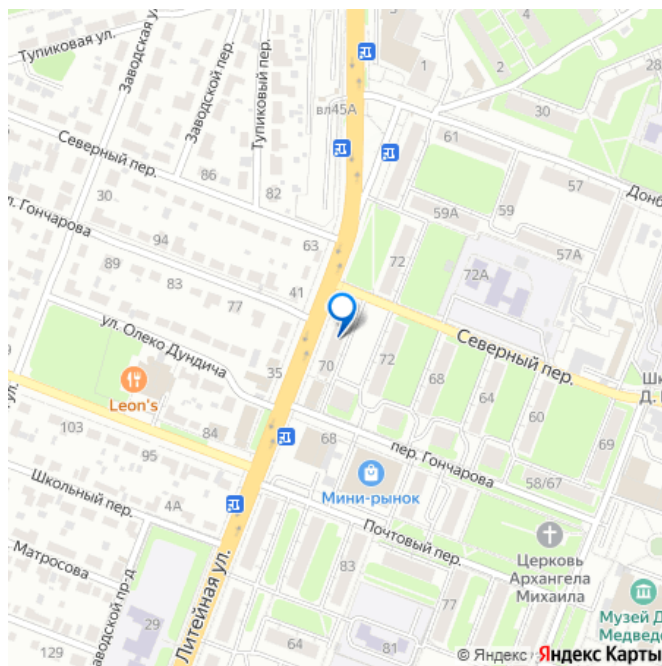 Тупиковая ул.
Заводская ул.
Заводской пер.
Тупиковый пер.
1
2
28
30
вл45А
61
Донб
57
59
59А
57А
Северный пер.
86
82
30
94
63
72
72А
л. Гончарова
89
83
77
41
ул. Олеко Дундича
35
70
72
68
64
60
Северный пер.
Шк
Д. 
69
Leon's
103
95
84
68
пер. Гончарова
58/67
Мини-рынок
Школьный пер.
4А
Почтовый пер.
Церковь
Архангела
Михаила
Матросова
Заводской пр-д
29
Литейная ул.
83
77
Музей Д
Медведе
129
64
81
© Яндекс
Яндекс Карты